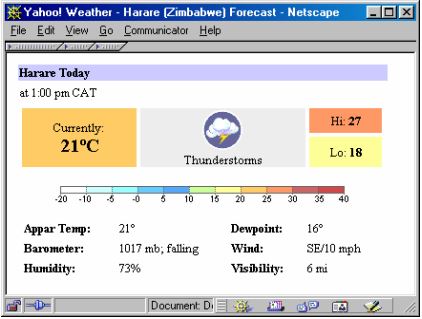 Yahoo! Weather - Harare (Zimbabwe) Forecast - Netscape
File Edit View Go Communicator Help
Harare Today
at 1:00 pm CAT
Currently:
21°C
Thunderstorms
Hi: 27
Lo: 18
-20 -10 -5 -0 5 10 15 20 25 30 35 40
Appar Temp: 21° Dewpoint: 16°
Barometer: 1017 mb; falling Wind: SE/10 mph
Humidity: 73% Visibility: 6 mi
Document: D